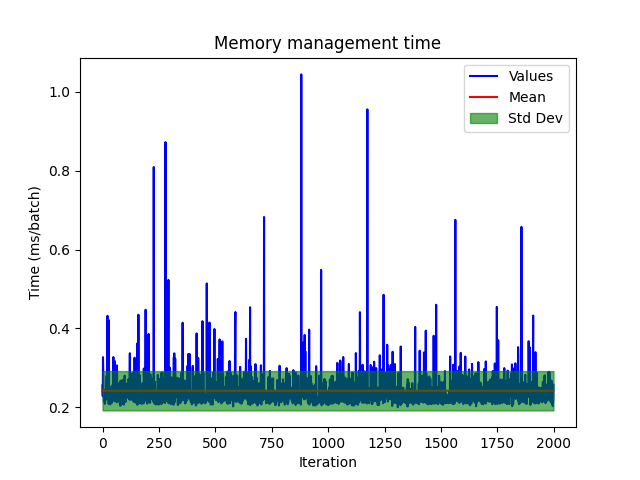 Memory management time
Values
Mean
Std Dev
Time (ms/batch)
1.0
0.8
0.6
0.4
0.2
0 250 500 750 1000 1250 1500 1750 2000
Iteration